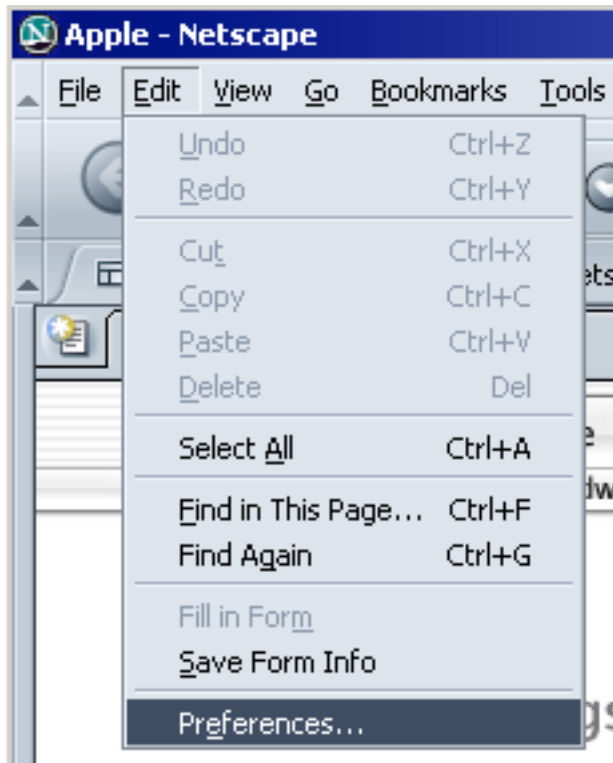 Apple - Netscape
File Edit View Go Bookmarks Tools
Undo Ctrl+Z
Redo Ctrl+Y
Cut Ctrl+X
Copy Ctrl+C
Paste Ctrl+V
Delete Del
Select All Ctrl+A
Find in This Page... Ctrl+F
Find Again Ctrl+G
Fill in Form
Save Form Info
Preferences...